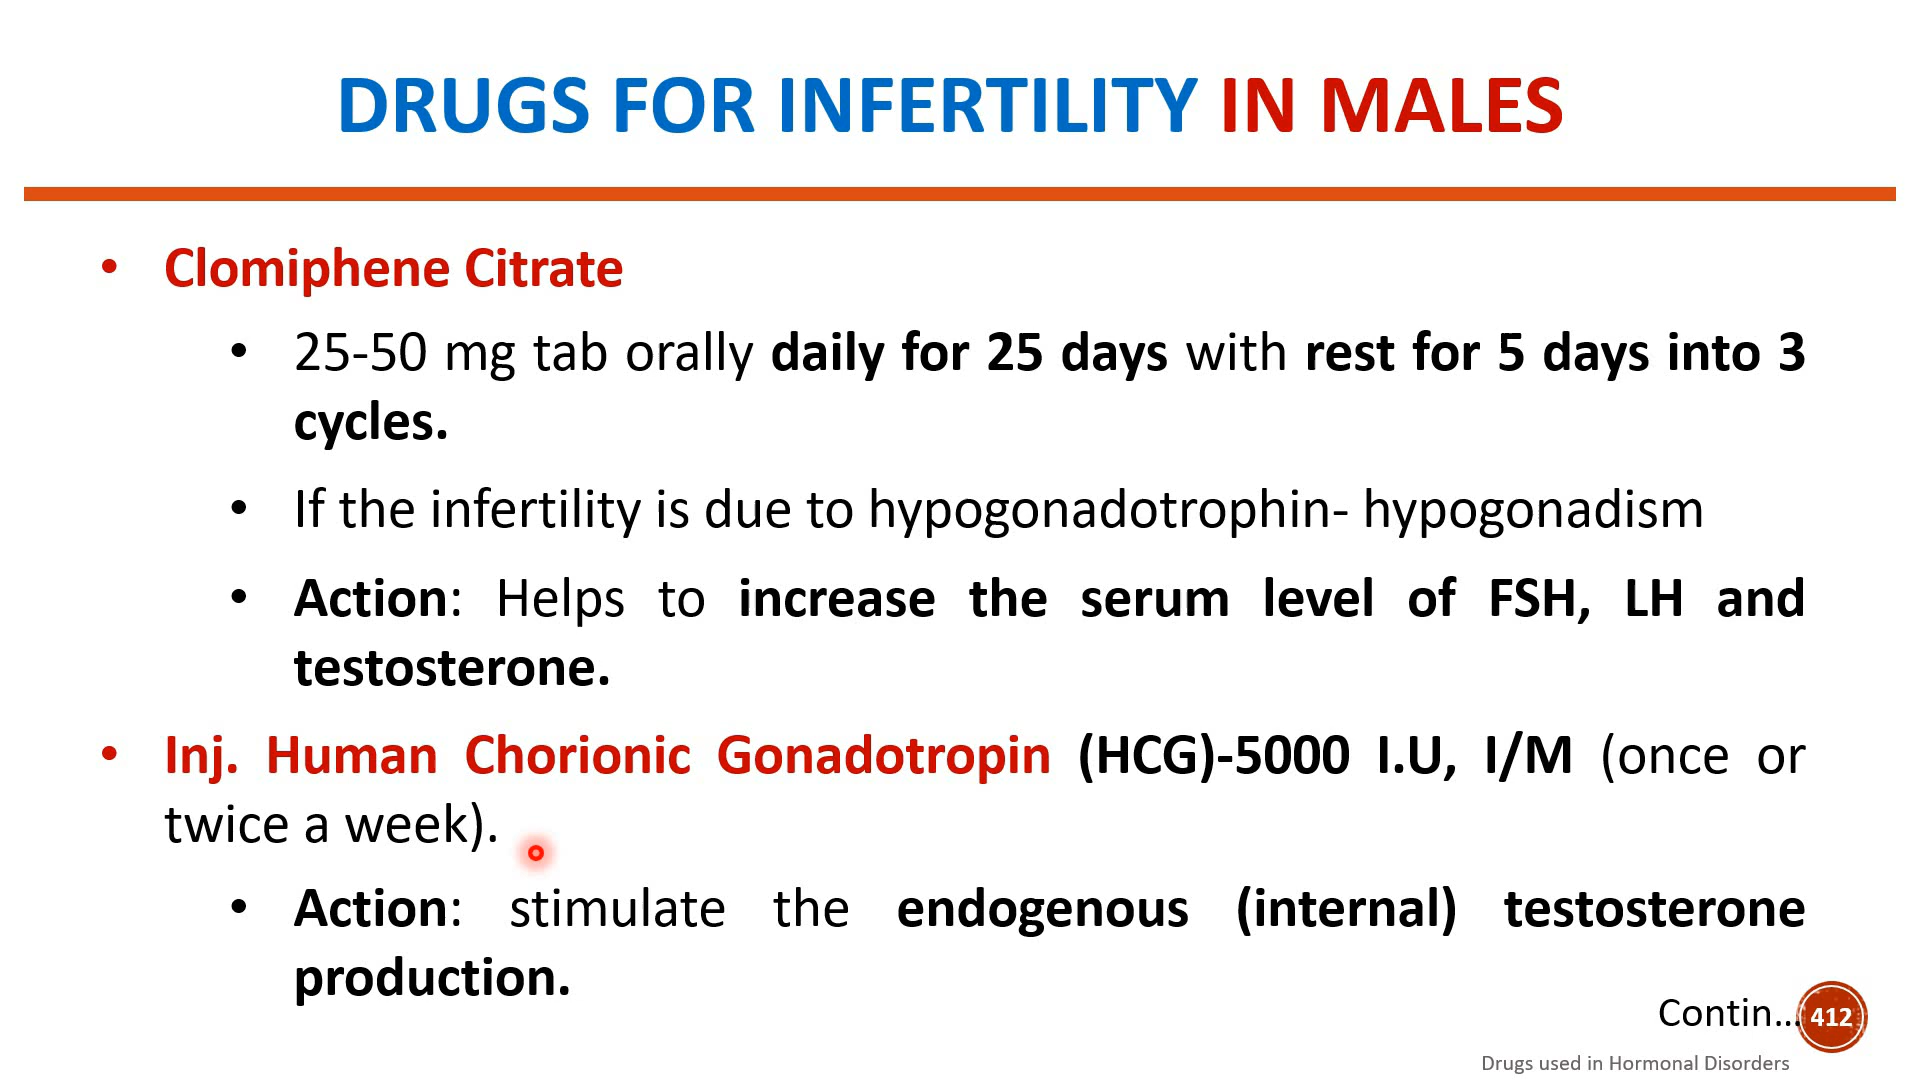 DRUGS FOR INFERTILITY IN MALES
• Clomiphene Citrate
• 25-50 mg tab orally daily for 25 days with rest for 5 days into 3
cycles.
• If the infertility is due to hypogonadotrophin- hypogonadism
• Action: Helps to increase the serum level of FSH, LH and
testosterone.
• Inj. Human Chorionic Gonadotropin (HCG)-5000 I.U, I/M (once or
twice a week).
• Action: stimulate the endogenous (internal) testosterone
production.
Contin... 412
Drugs used in Hormonal Disorders